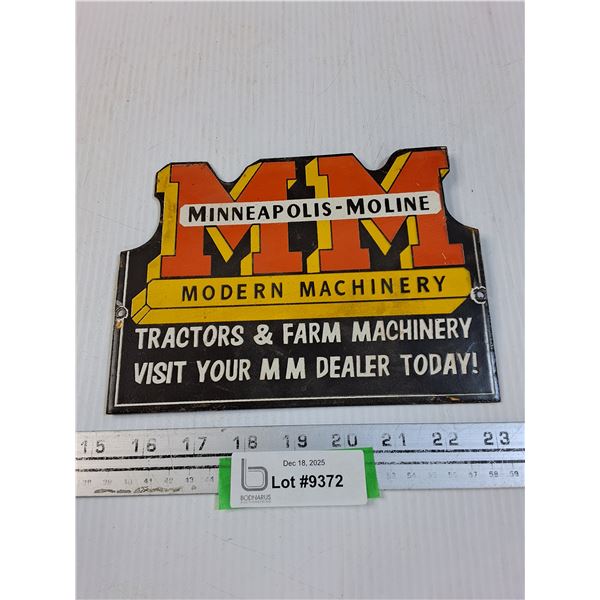 MM
MINNEAPOLIS-MOLINE
MODERN MACHINERY
TRACTORS & FARM MACHINERY
VISIT YOUR MM DEALER TODAY!
15 16 17 18 19 20 21 22 23
Dec 18, 2025
Lot #9372
BODNARUS